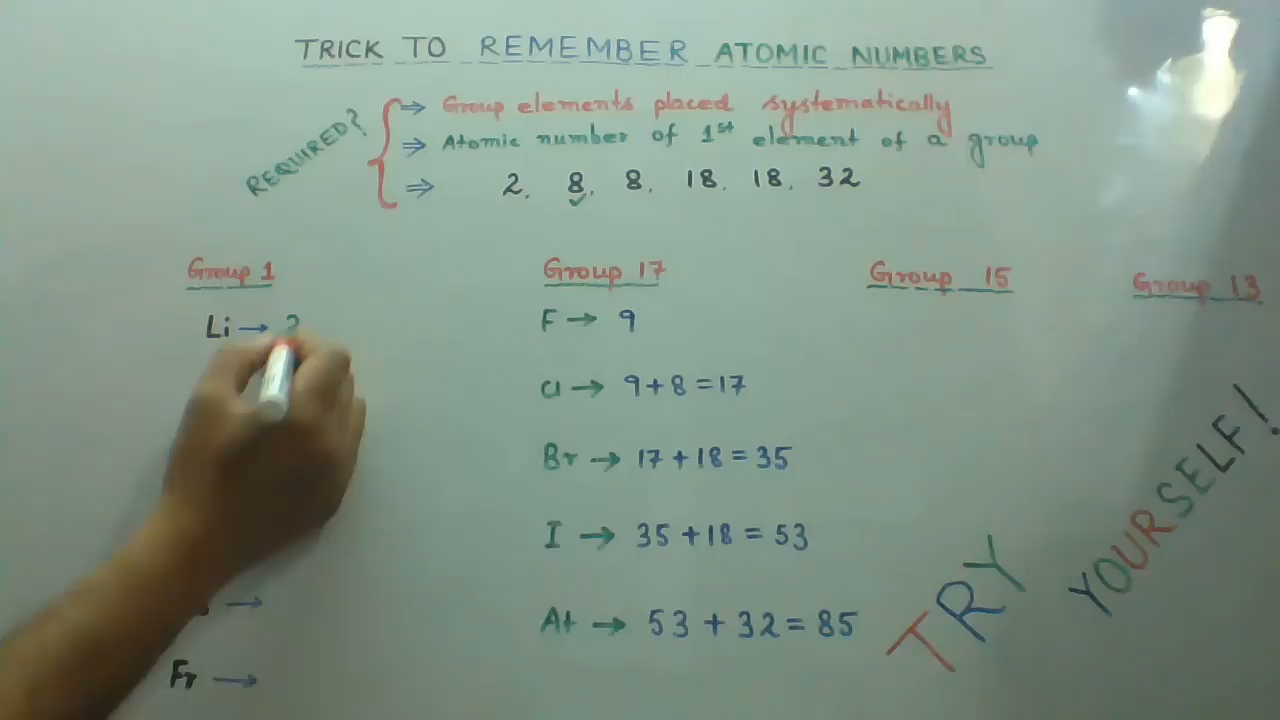 TRICK TO REMEMBER ATOMIC NUMBERS
REQUIRED?
⇒ Group elements placed systematically
⇒ Atomic number of 1st element of a group
⇒ 2, 8, 8, 18, 18, 32
Group 1
Li →
→
Fr →
Group 17
F → 9
Cl → 9+8=17
Br → 17+18=35
I → 35+18=53
At → 53+32=85
Group 15
Group 13
TRY YOURSELF!